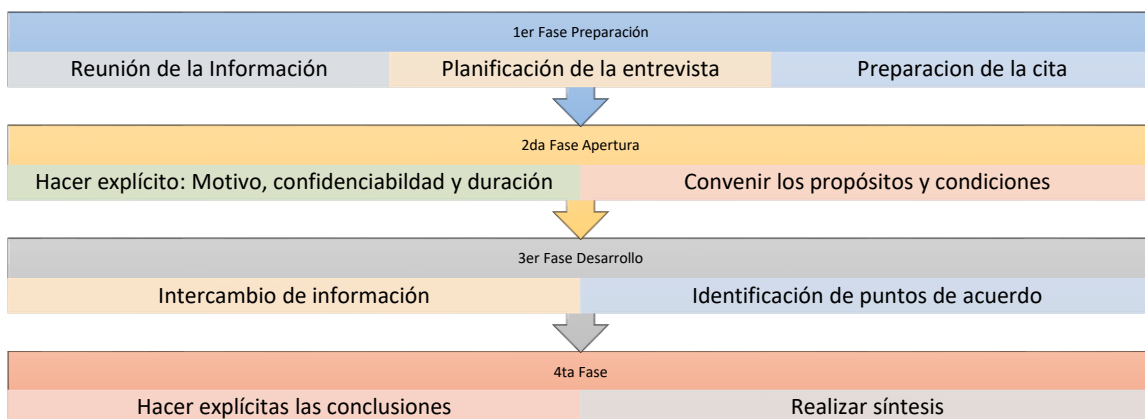 1er Fase Preparación
Reunión de la Información
Planificación de la entrevista
Preparacion de la cita
2da Fase Apertura
Hacer explícito: Motivo, confidenciabildad y duración
Convenir los propósitos y condiciones
3er Fase Desarrollo
Intercambio de información
Identificación de puntos de acuerdo
4ta Fase
Hacer explícitas las conclusiones
Realizar síntesis